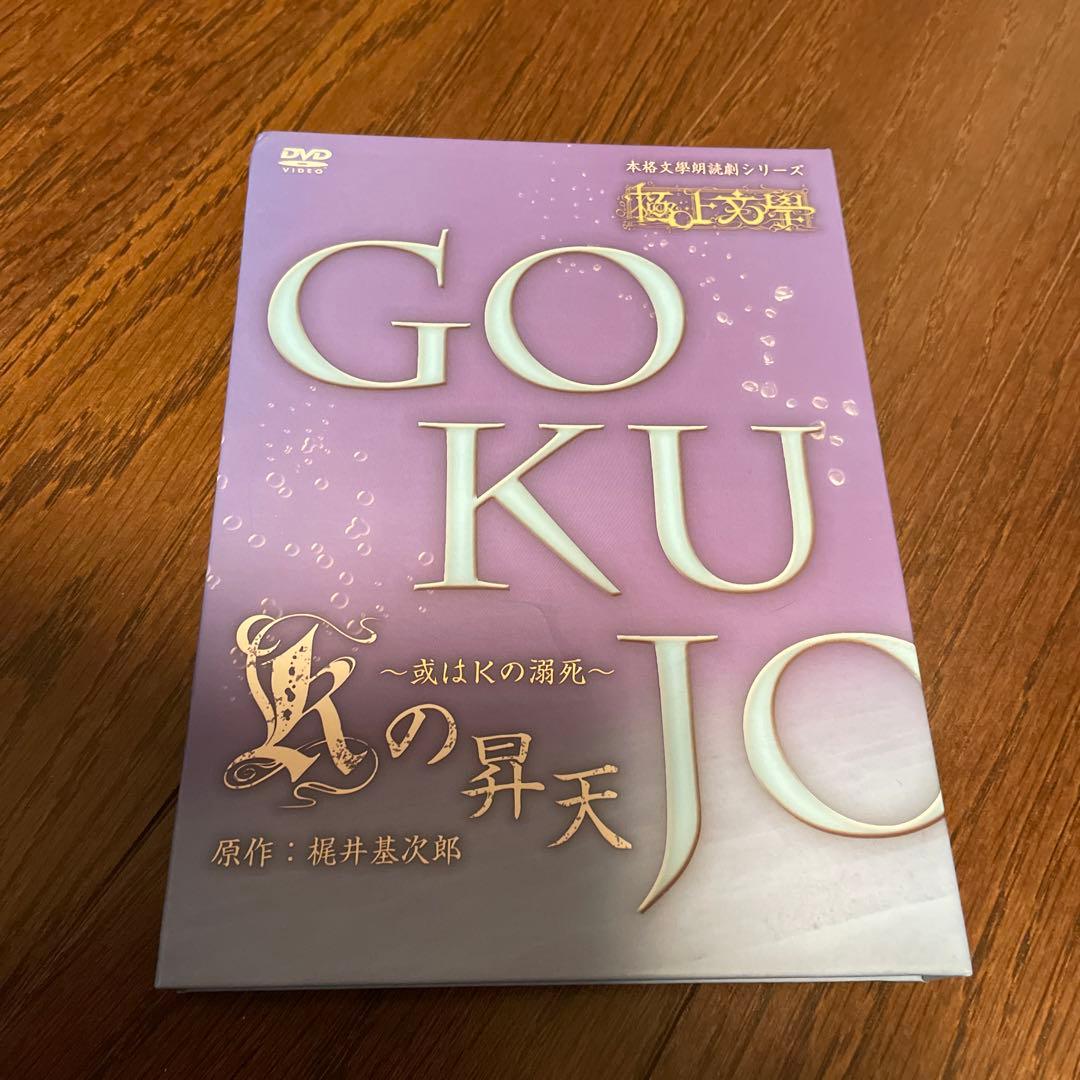 DVD
VIDEO
本格文學朗読劇シリーズ
極上文學
GO
KU
JO
～或はKの溺死～
Kの昇天
原作：梶井基次郎